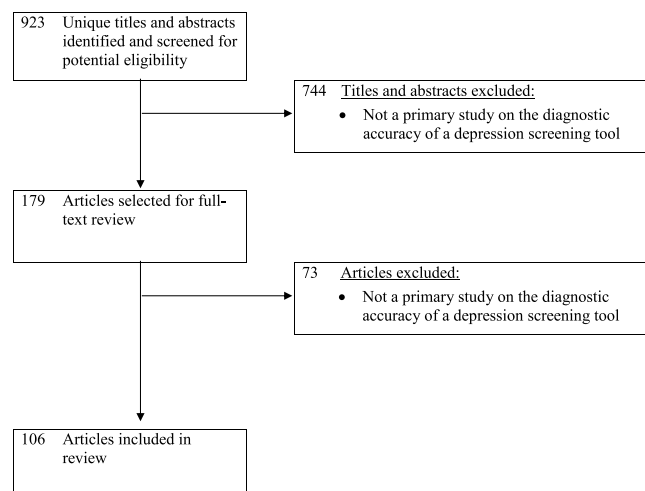 923 Unique titles and abstracts
identified and screened for
potential eligibility
744 Titles and abstracts excluded:
• Not a primary study on the diagnostic
accuracy of a depression screening tool
179 Articles selected for full-
text review
73 Articles excluded:
• Not a primary study on the diagnostic
accuracy of a depression screening tool
106 Articles included in
review